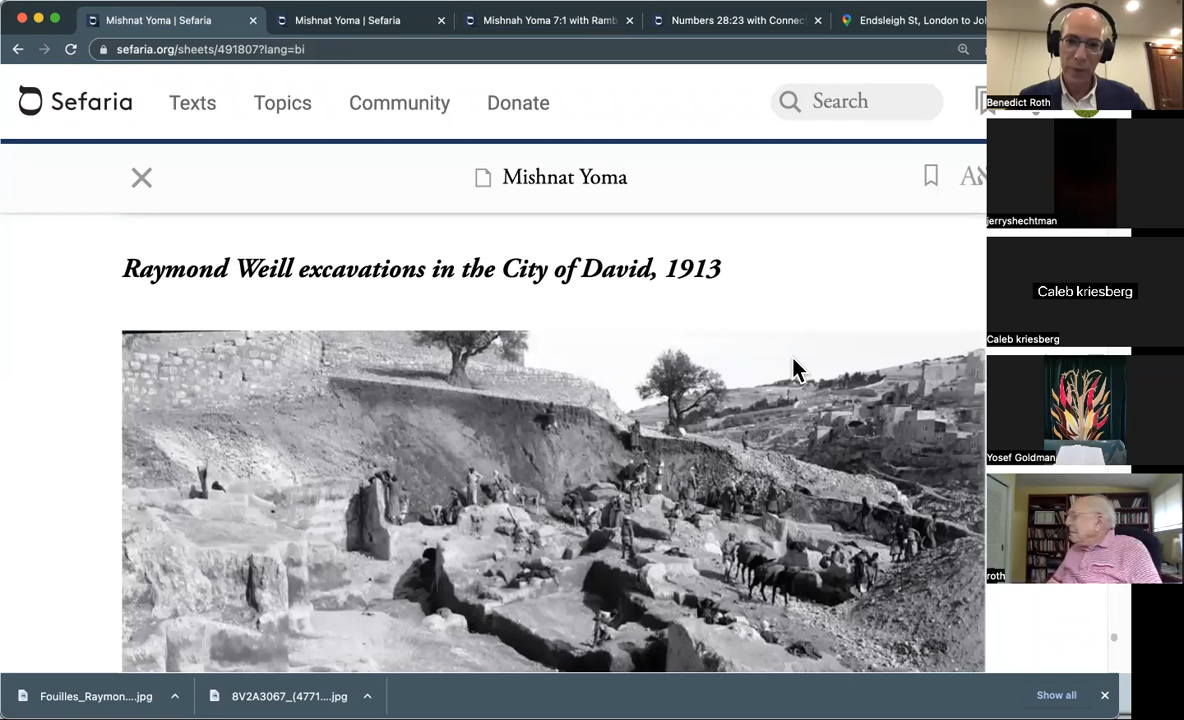 Mishnat Yoma | Sefaria
Mishnat Yoma | Sefaria
Mishnah Yoma 7:1 with Ramb
Numbers 28:23 with Connec
Endsleigh St, London to Joh
sefaria.org/sheets/491807?lang=bi
Sefaria
Texts
Topics
Community
Donate
Search
Mishnat Yoma
Raymond Weill excavations in the City of David, 1913
Fouilles_Raymon....jpg
8V2A3067_(4771....jpg
Show all
Benedict Roth
jerryshechtman
Caleb kriesberg
Caleb kriesberg
Yosef Goldman
roth